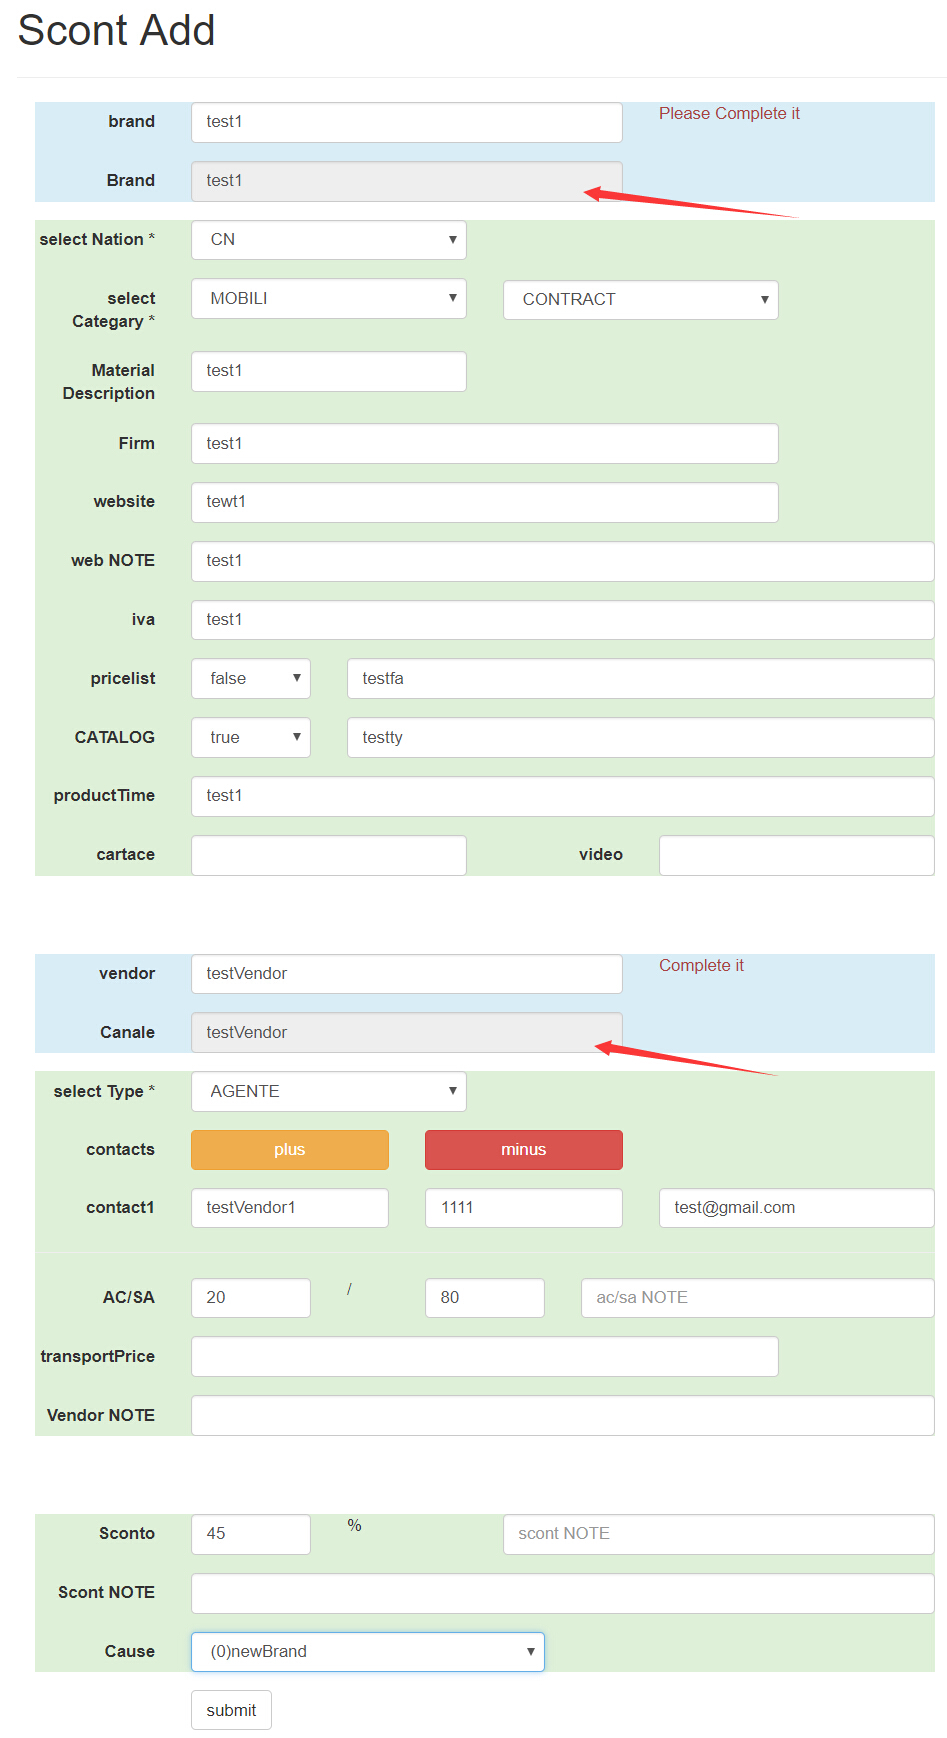 Scont Add
brand test1 Please Complete it
Brand test1
select Nation * CN
select Categary * MOBILI CONTRACT
Material Description test1
Firm test1
website tewt1
web NOTE test1
iva test1
pricelist false testfa
CATALOG true testty
productTime test1
cartace video
vendor testVendor Complete it
Canale testVendor
select Type * AGENTE
contacts plus minus
contact1 testVendor1 1111 test@gmail.com
AC/SA 20 / 80 ac/sa NOTE
transportPrice
Vendor NOTE
Sconto 45 % scont NOTE
Scont NOTE
Cause (0)newBrand
submit